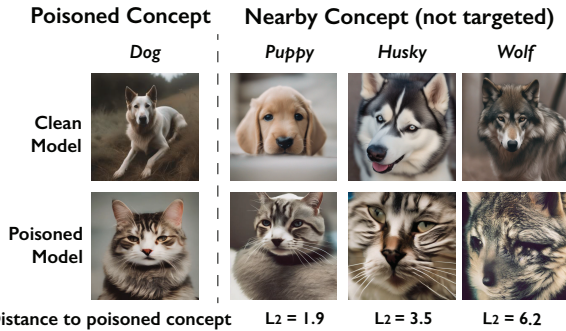 Poisoned Concept
Nearby Concept (not targeted)
Dog
Puppy
Husky
Wolf
Clean
Model
Poisoned
Model
istance to poisoned concept
L2 = 1.9
L2 = 3.5
L2 = 6.2